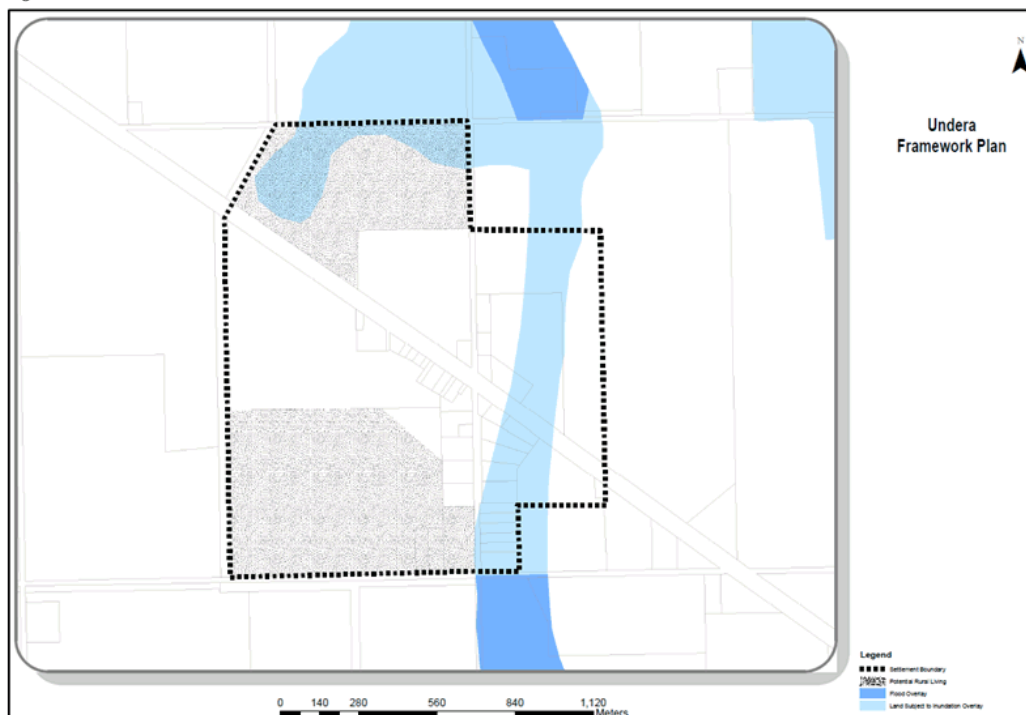 N
Undera
Framework Plan
Legend
Settlement Boundary
Potential Rural Living
Flood Overlay
Land Subject to Inundation Overlay
0 140 280 560 840 1,120
Meters